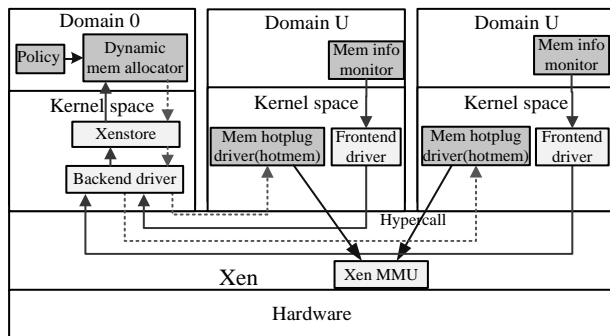 Domain 0
Policy
Dynamic
mem allocator
Kernel space
Xenstore
Backend driver
Domain U
Mem info
monitor
Kernel space
Mem hotplug
driver(hotmem)
Frontend
driver
Domain U
Mem info
monitor
Kernel space
Mem hotplug
driver(hotmem)
Frontend
driver
Hypercall
Xen
Xen MMU
Hardware